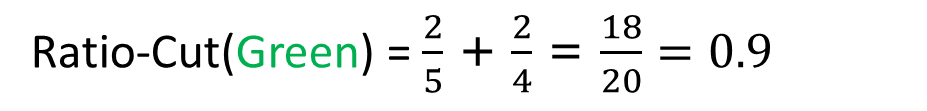 Ratio-Cut(Green) = 2/5 + 2/4 = 18/20 = 0.9